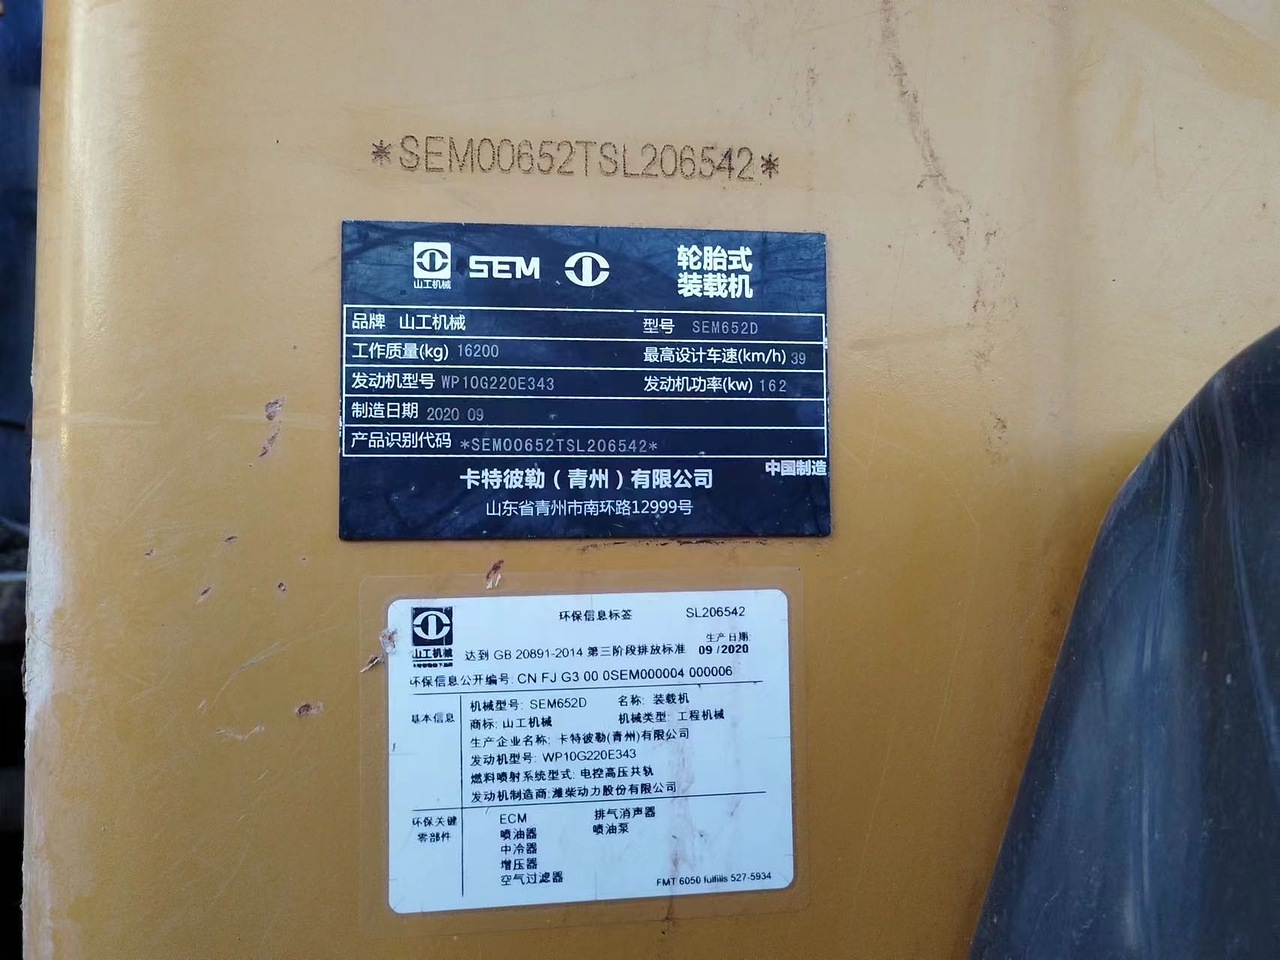 *SEM00652TSL206542*
山工机械 SEM 轮胎式
装载机
品牌 山工机械 型号 SEM652D
工作质量(kg) 16200 最高设计车速(km/h) 39
发动机型号 WP10G220E343 发动机功率(kw) 162
制造日期 2020 09
产品识别代码 *SEM00652TSL206542*
中国制造
卡特彼勒（青州）有限公司
山东省青州市南环路12999号
环保信息标签 SL206542
山工机械
生产日期
达到 GB 20891-2014 第三阶段排放标准 09/2020
环保信息公开编号: CN FJ G3 00 0SEM000004 000006
基本信息
机械型号: SEM652D 名称: 装载机
商标: 山工机械 机械类型: 工程机械
生产企业名称: 卡特彼勒(青州)有限公司
发动机型号: WP10G220E343
燃料喷射系统型式: 电控高压共轨
发动机制造商: 潍柴动力股份有限公司
环保关键
零部件
ECM 排气消声器
喷油器 喷油泵
中冷器
增压器
空气过滤器
FMT 6050 fulfills 527-5934